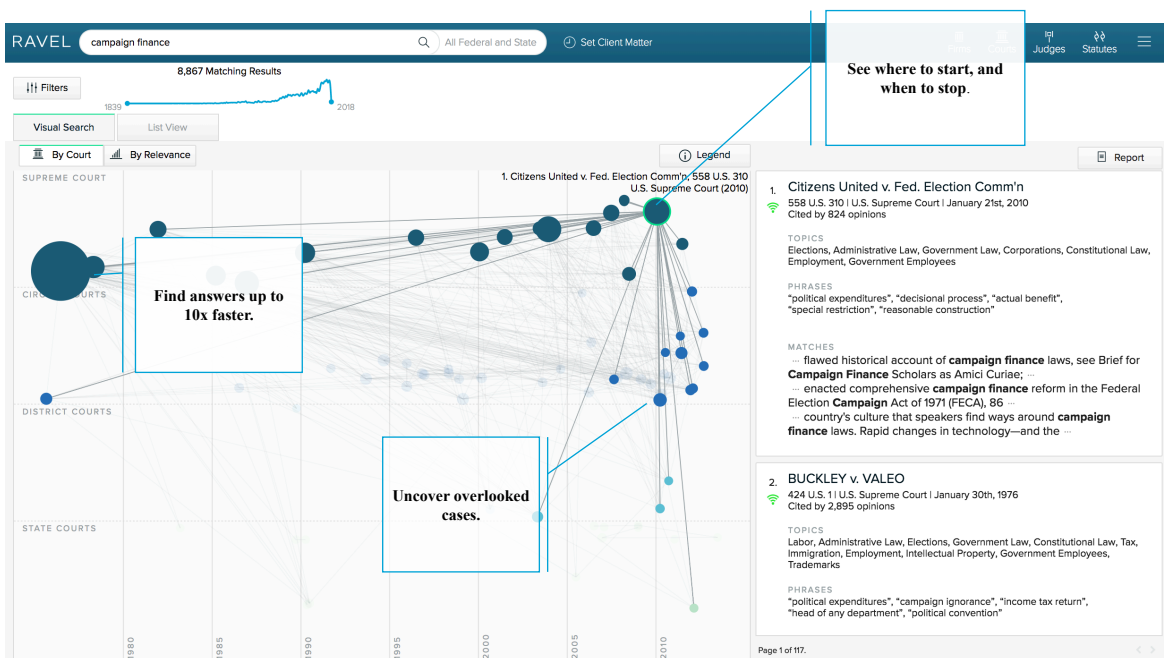 RAVEL
campaign finance
All Federal and State
Set Client Matter
Judges
Statutes
See where to start, and
when to stop.
Filters
8,867 Matching Results
1839
2018
Visual Search
List View
By Court
By Relevance
Legend
Report
SUPREME COURT
1. Citizens United v. Fed. Election Comm'n, 558 U.S. 310
U.S. Supreme Court (2010)
Find answers up to
10x faster.
DISTRICT COURTS
Uncover overlooked
cases.
STATE COURTS
1980
1985
1990
1995
2000
2005
2010
1. Citizens United v. Fed. Election Comm'n
558 U.S. 310 | U.S. Supreme Court | January 21st, 2010
Cited by 824 opinions
TOPICS
Elections, Administrative Law, Government Law, Corporations, Constitutional Law,
Employment, Government Employees
PHRASES
“political expenditures”, “decisional process”, “actual benefit”,
“special restriction”, “reasonable construction”
MATCHES
··· flawed historical account of campaign finance laws, see Brief for
Campaign Finance Scholars as Amici Curiae; ···
··· enacted comprehensive campaign finance reform in the Federal
Election Campaign Act of 1971 (FECA), 86 ···
··· country's culture that speakers find ways around campaign
finance laws. Rapid changes in technology—and the ···
2. BUCKLEY v. VALEO
424 U.S. 1 | U.S. Supreme Court | January 30th, 1976
Cited by 2,895 opinions
TOPICS
Labor, Administrative Law, Elections, Government Law, Constitutional Law, Tax,
Immigration, Employment, Intellectual Property, Government Employees,
Trademarks
PHRASES
“political expenditures”, “campaign ignorance”, “income tax return”,
“head of any department”, “political convention”
Page 1 of 117.